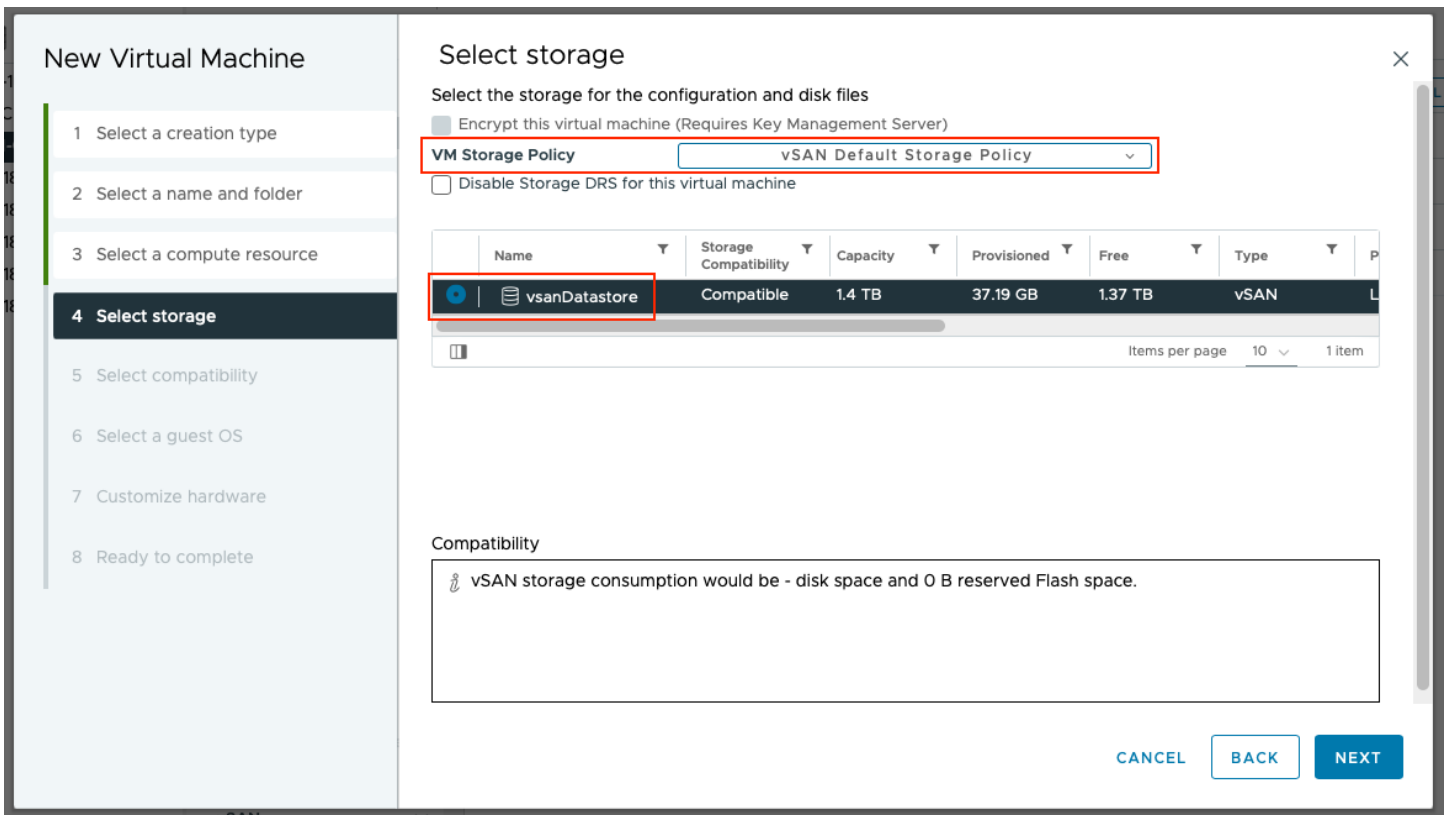 New Virtual Machine
1 Select a creation type
2 Select a name and folder
3 Select a compute resource
4 Select storage
5 Select compatibility
6 Select a guest OS
7 Customize hardware
8 Ready to complete
Select storage
Select the storage for the configuration and disk files
Encrypt this virtual machine (Requires Key Management Server)
VM Storage Policy vSAN Default Storage Policy
Disable Storage DRS for this virtual machine
Name Storage Compatibility Capacity Provisioned Free Type P
vsanDatastore Compatible 1.4 TB 37.19 GB 1.37 TB vSAN L
Items per page 10 1 item
Compatibility
vSAN storage consumption would be - disk space and 0 B reserved Flash space.
CANCEL BACK NEXT